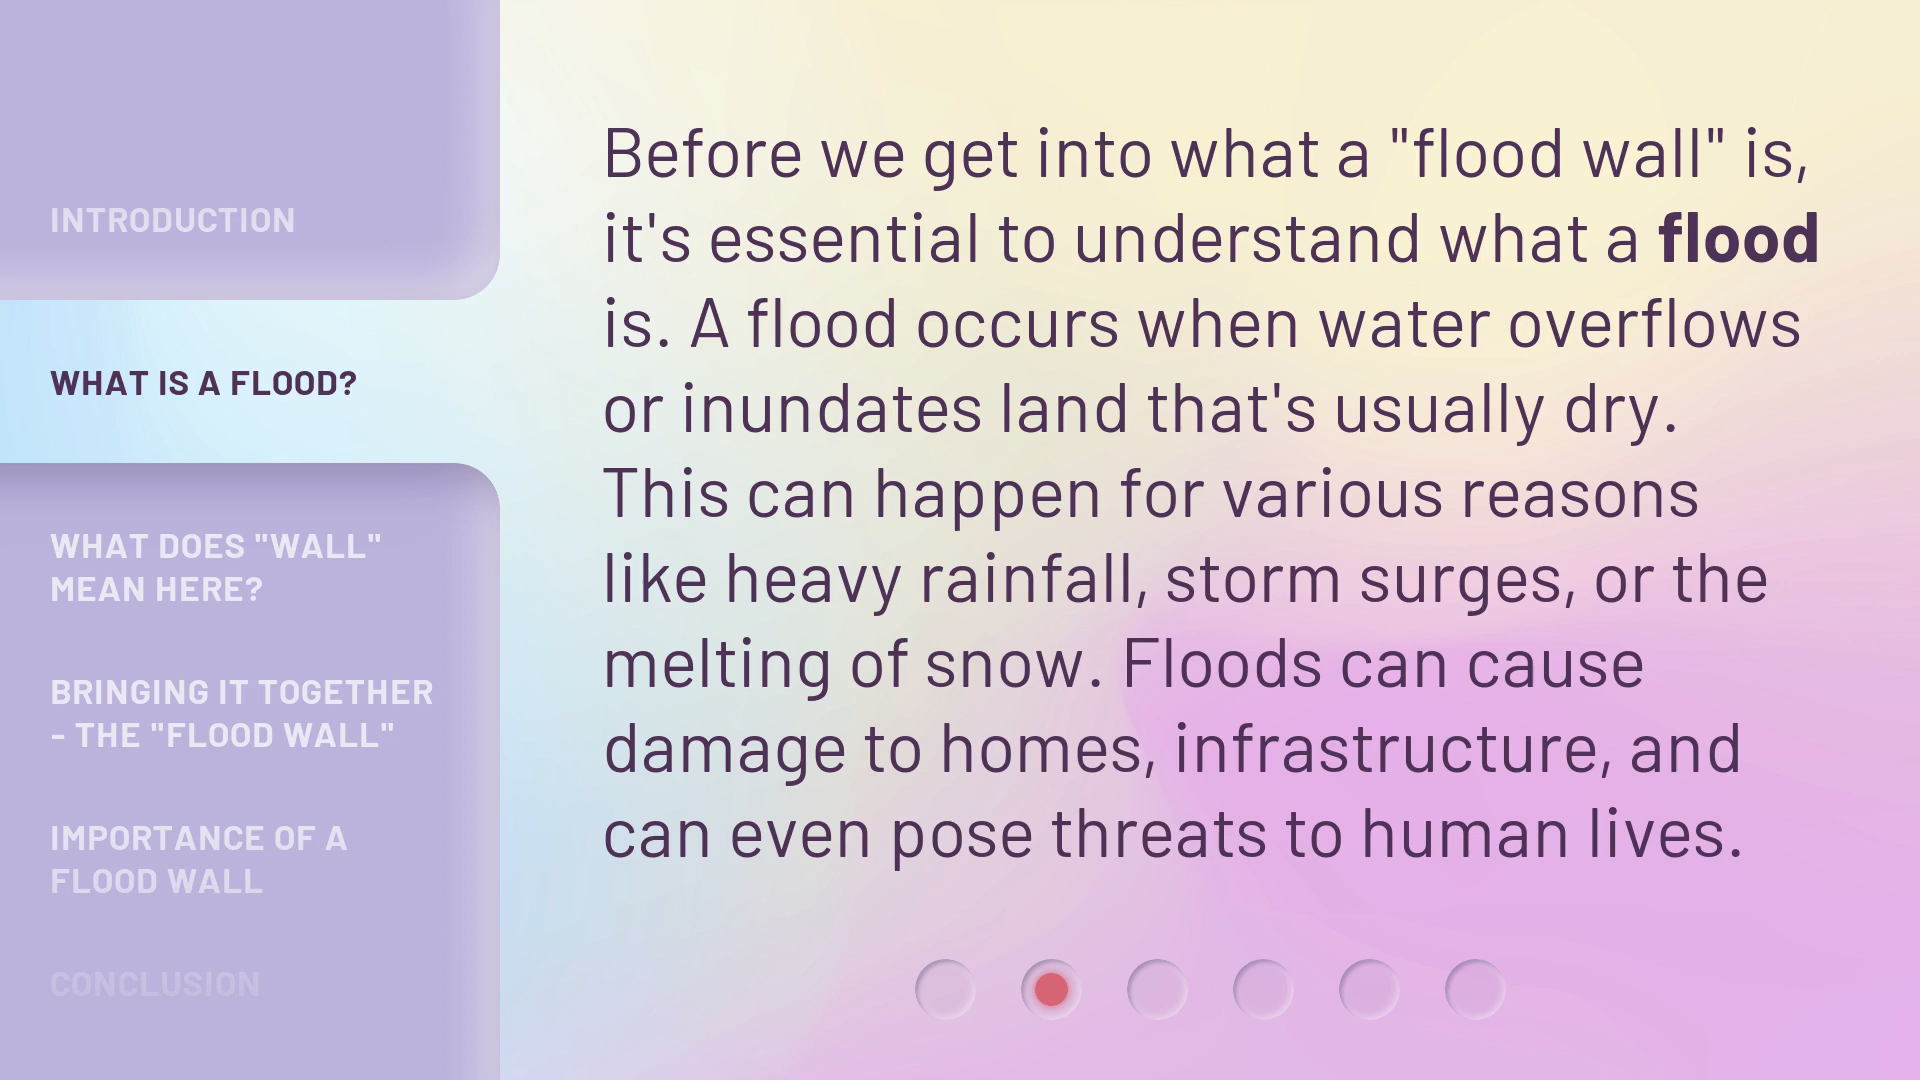 INTRODUCTION
WHAT IS A FLOOD?
WHAT DOES "WALL"
MEAN HERE?
BRINGING IT TOGETHER
- THE "FLOOD WALL"
IMPORTANCE OF A
FLOOD WALL
CONCLUSION
Before we get into what a "flood wall" is,
it's essential to understand what a flood
is. A flood occurs when water overflows
or inundates land that's usually dry.
This can happen for various reasons
like heavy rainfall, storm surges, or the
melting of snow. Floods can cause
damage to homes, infrastructure, and
can even pose threats to human lives.